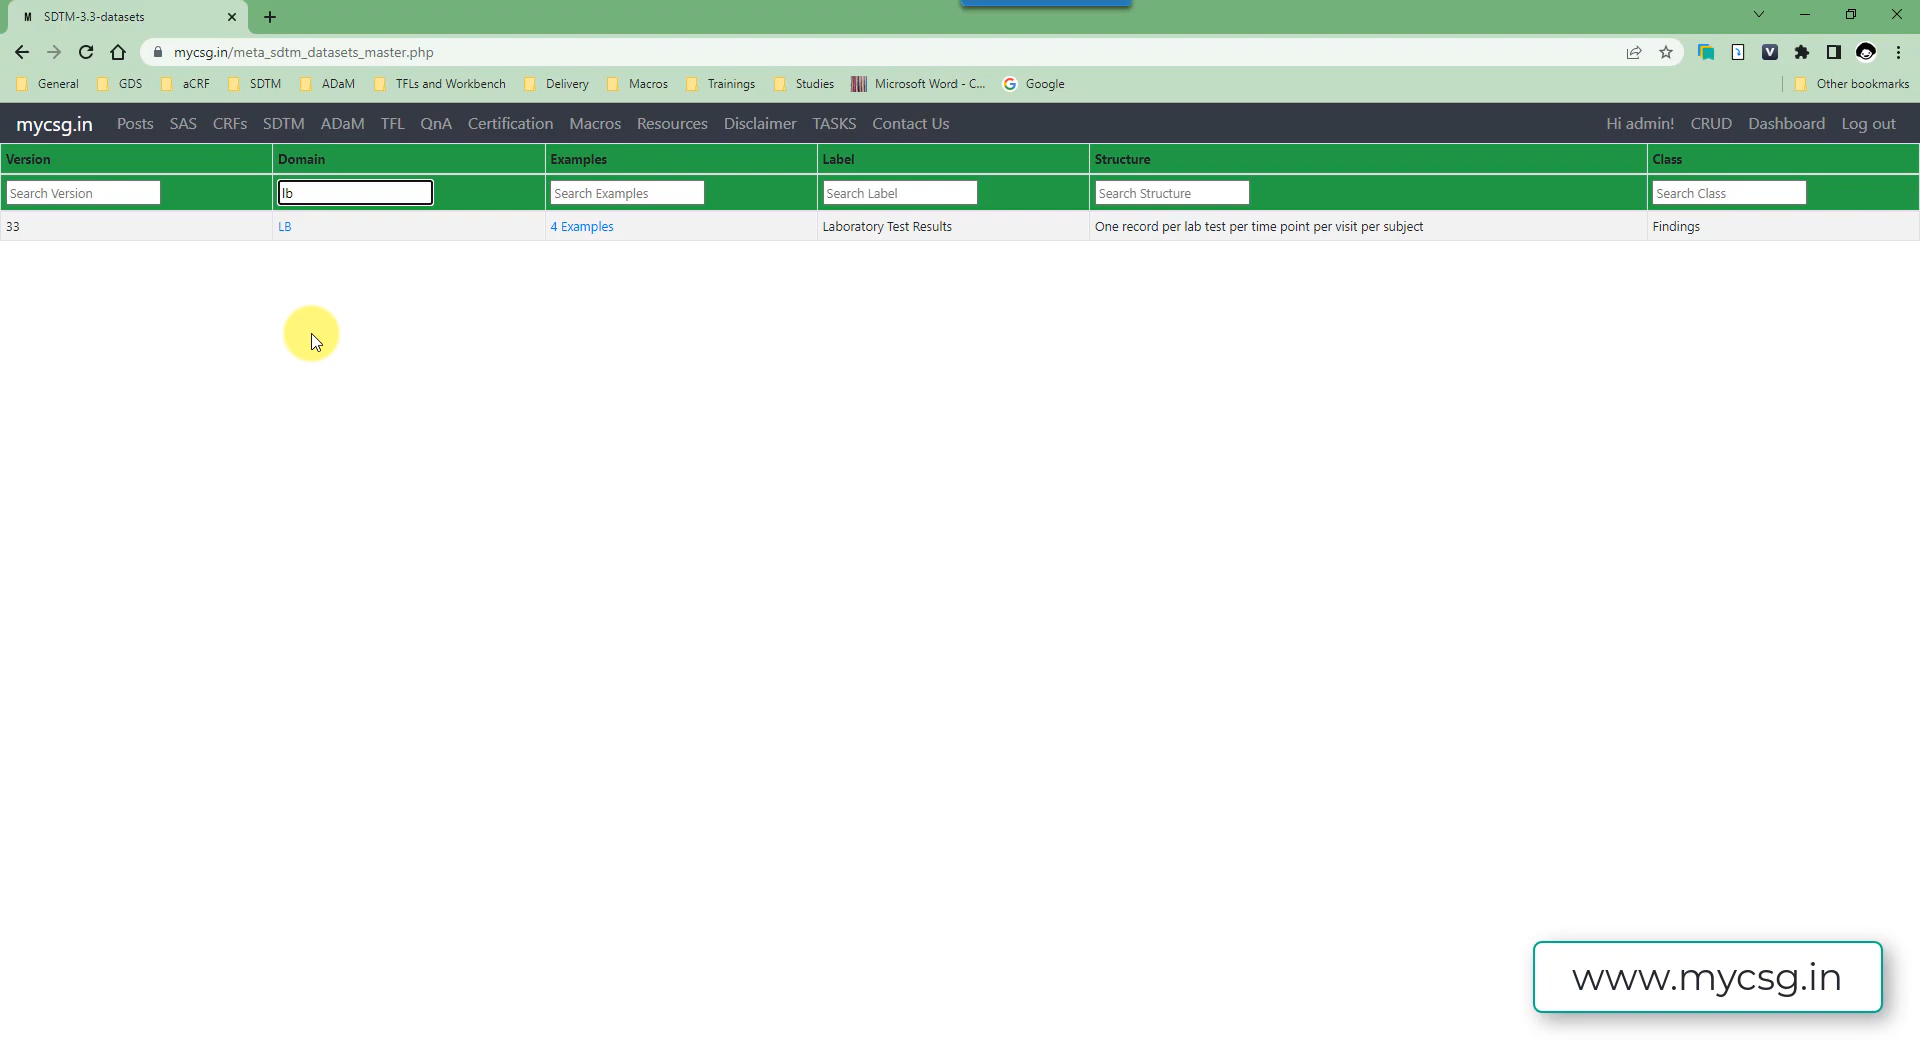 M SDTM-3.3-datasets
mycsg.in/meta_sdtm_datasets_master.php
General GDS aCRF SDTM ADaM TFLs and Workbench Delivery Macros Trainings Studies Microsoft Word - C... Google Other bookmarks
mycsg.in Posts SAS CRFs SDTM ADaM TFL QnA Certification Macros Resources Disclaimer TASKS Contact Us Hi admin! CRUD Dashboard Log out
Version Domain Examples Label Structure Class
Search Version lb Search Examples Search Label Search Structure Search Class
33 LB 4 Examples Laboratory Test Results One record per lab test per time point per visit per subject Findings
www.mycsg.in